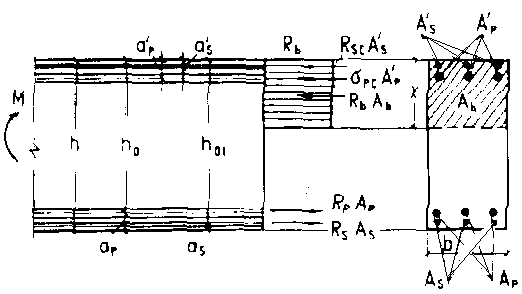 a'P a'S Rb RSC A'S A'S A'P
σPC A'P
Rb Ab x Ab
M
z h h0 h01
RP AP
RS AS
aP aS b
AS AP